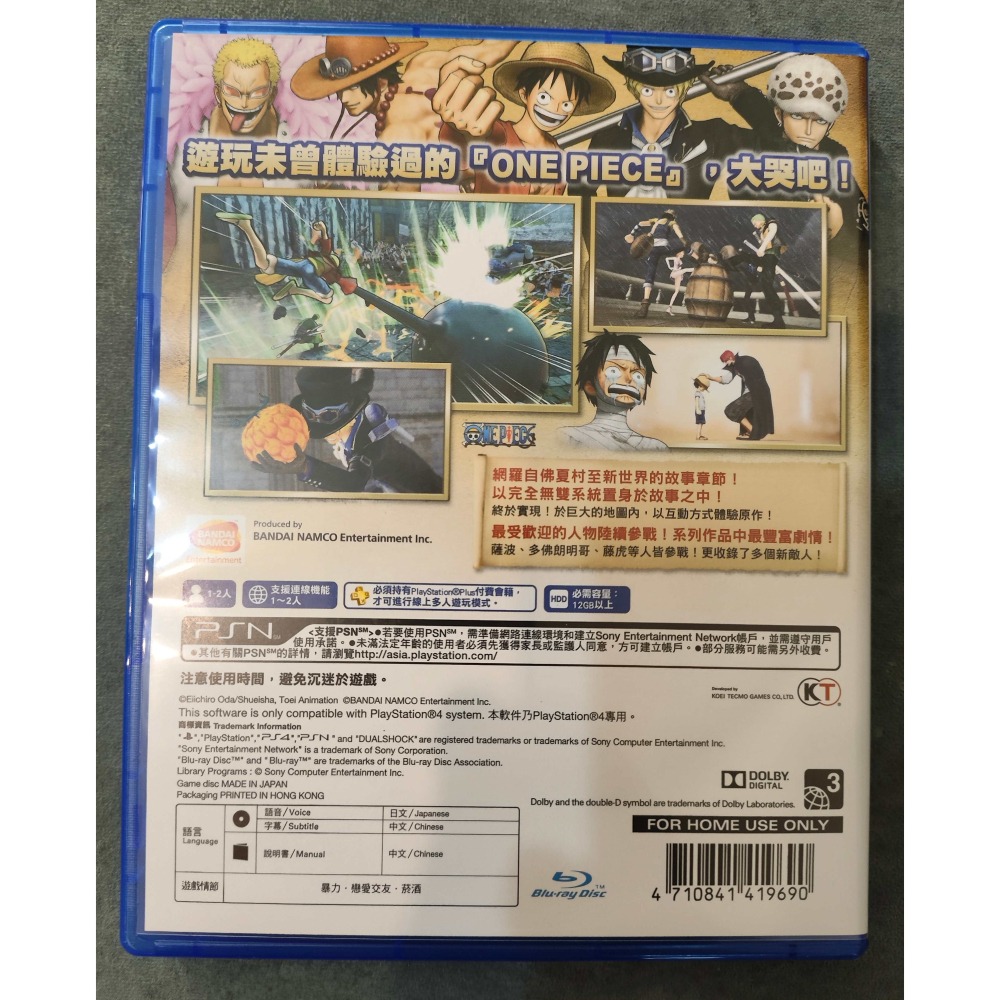 遊玩未曾體驗過的『ONE PIECE』，大哭吧！
ONE PIECE
網羅自佛夏村至新世界的故事章節！
以完全無雙系統置身於故事之中！
終於實現！於巨大的地圖內，以互動方式體驗原作！
最受歡迎的人物陸續參戰！系列作品中最豐富劇情！
薩波、多佛朗明哥、藤虎等人皆參戰！更收錄了多個新敵人！
BANDAI NAMCO Entertainment
Produced by
BANDAI NAMCO Entertainment Inc.
1-2人
支援連線機能
1～2人
必須持有PlayStation®Plus付費會籍，
才可進行線上多人遊玩模式。
HDD 必需容量：
12GB以上
PSN℠ <支援PSN℠>●若要使用PSN℠，需準備網路連線環境和建立Sony Entertainment Network帳戶，並需遵守用戶
使用承諾。●未滿法定年齡的使用者必須先獲得家長或監護人同意，方可建立帳戶。●部分服務可能需另外收費。
●其他有關PSN℠的詳情，請瀏覽http://asia.playstation.com/
注意使用時間，避免沉迷於遊戲。
©Eiichiro Oda/Shueisha, Toei Animation ©BANDAI NAMCO Entertainment Inc.
This software is only compatible with PlayStation®4 system. 本軟件乃PlayStation®4專用。
Developed by
KOEI TECMO GAMES CO., LTD.
KT
商標資訊 Trademark Information
" ","PlayStation","PS4","PSN" and "DUALSHOCK" are registered trademarks or trademarks of Sony Computer Entertainment Inc.
"Sony Entertainment Network" is a trademark of Sony Corporation.
"Blu-ray Disc™" and "Blu-ray™" are trademarks of the Blu-ray Disc Association.
Library Programs : © Sony Computer Entertainment Inc.
Game disc MADE IN JAPAN
Packaging PRINTED IN HONG KONG
DOLBY
DIGITAL
3
Dolby and the double-D symbol are trademarks of Dolby Laboratories.
FOR HOME USE ONLY
語言
Language
語音/Voice 日文/Japanese
字幕/Subtitle 中文/Chinese
說明書/Manual 中文/Chinese
遊戲情節 暴力．戀愛交友．菸酒
Blu-ray Disc™
4 710841 419690